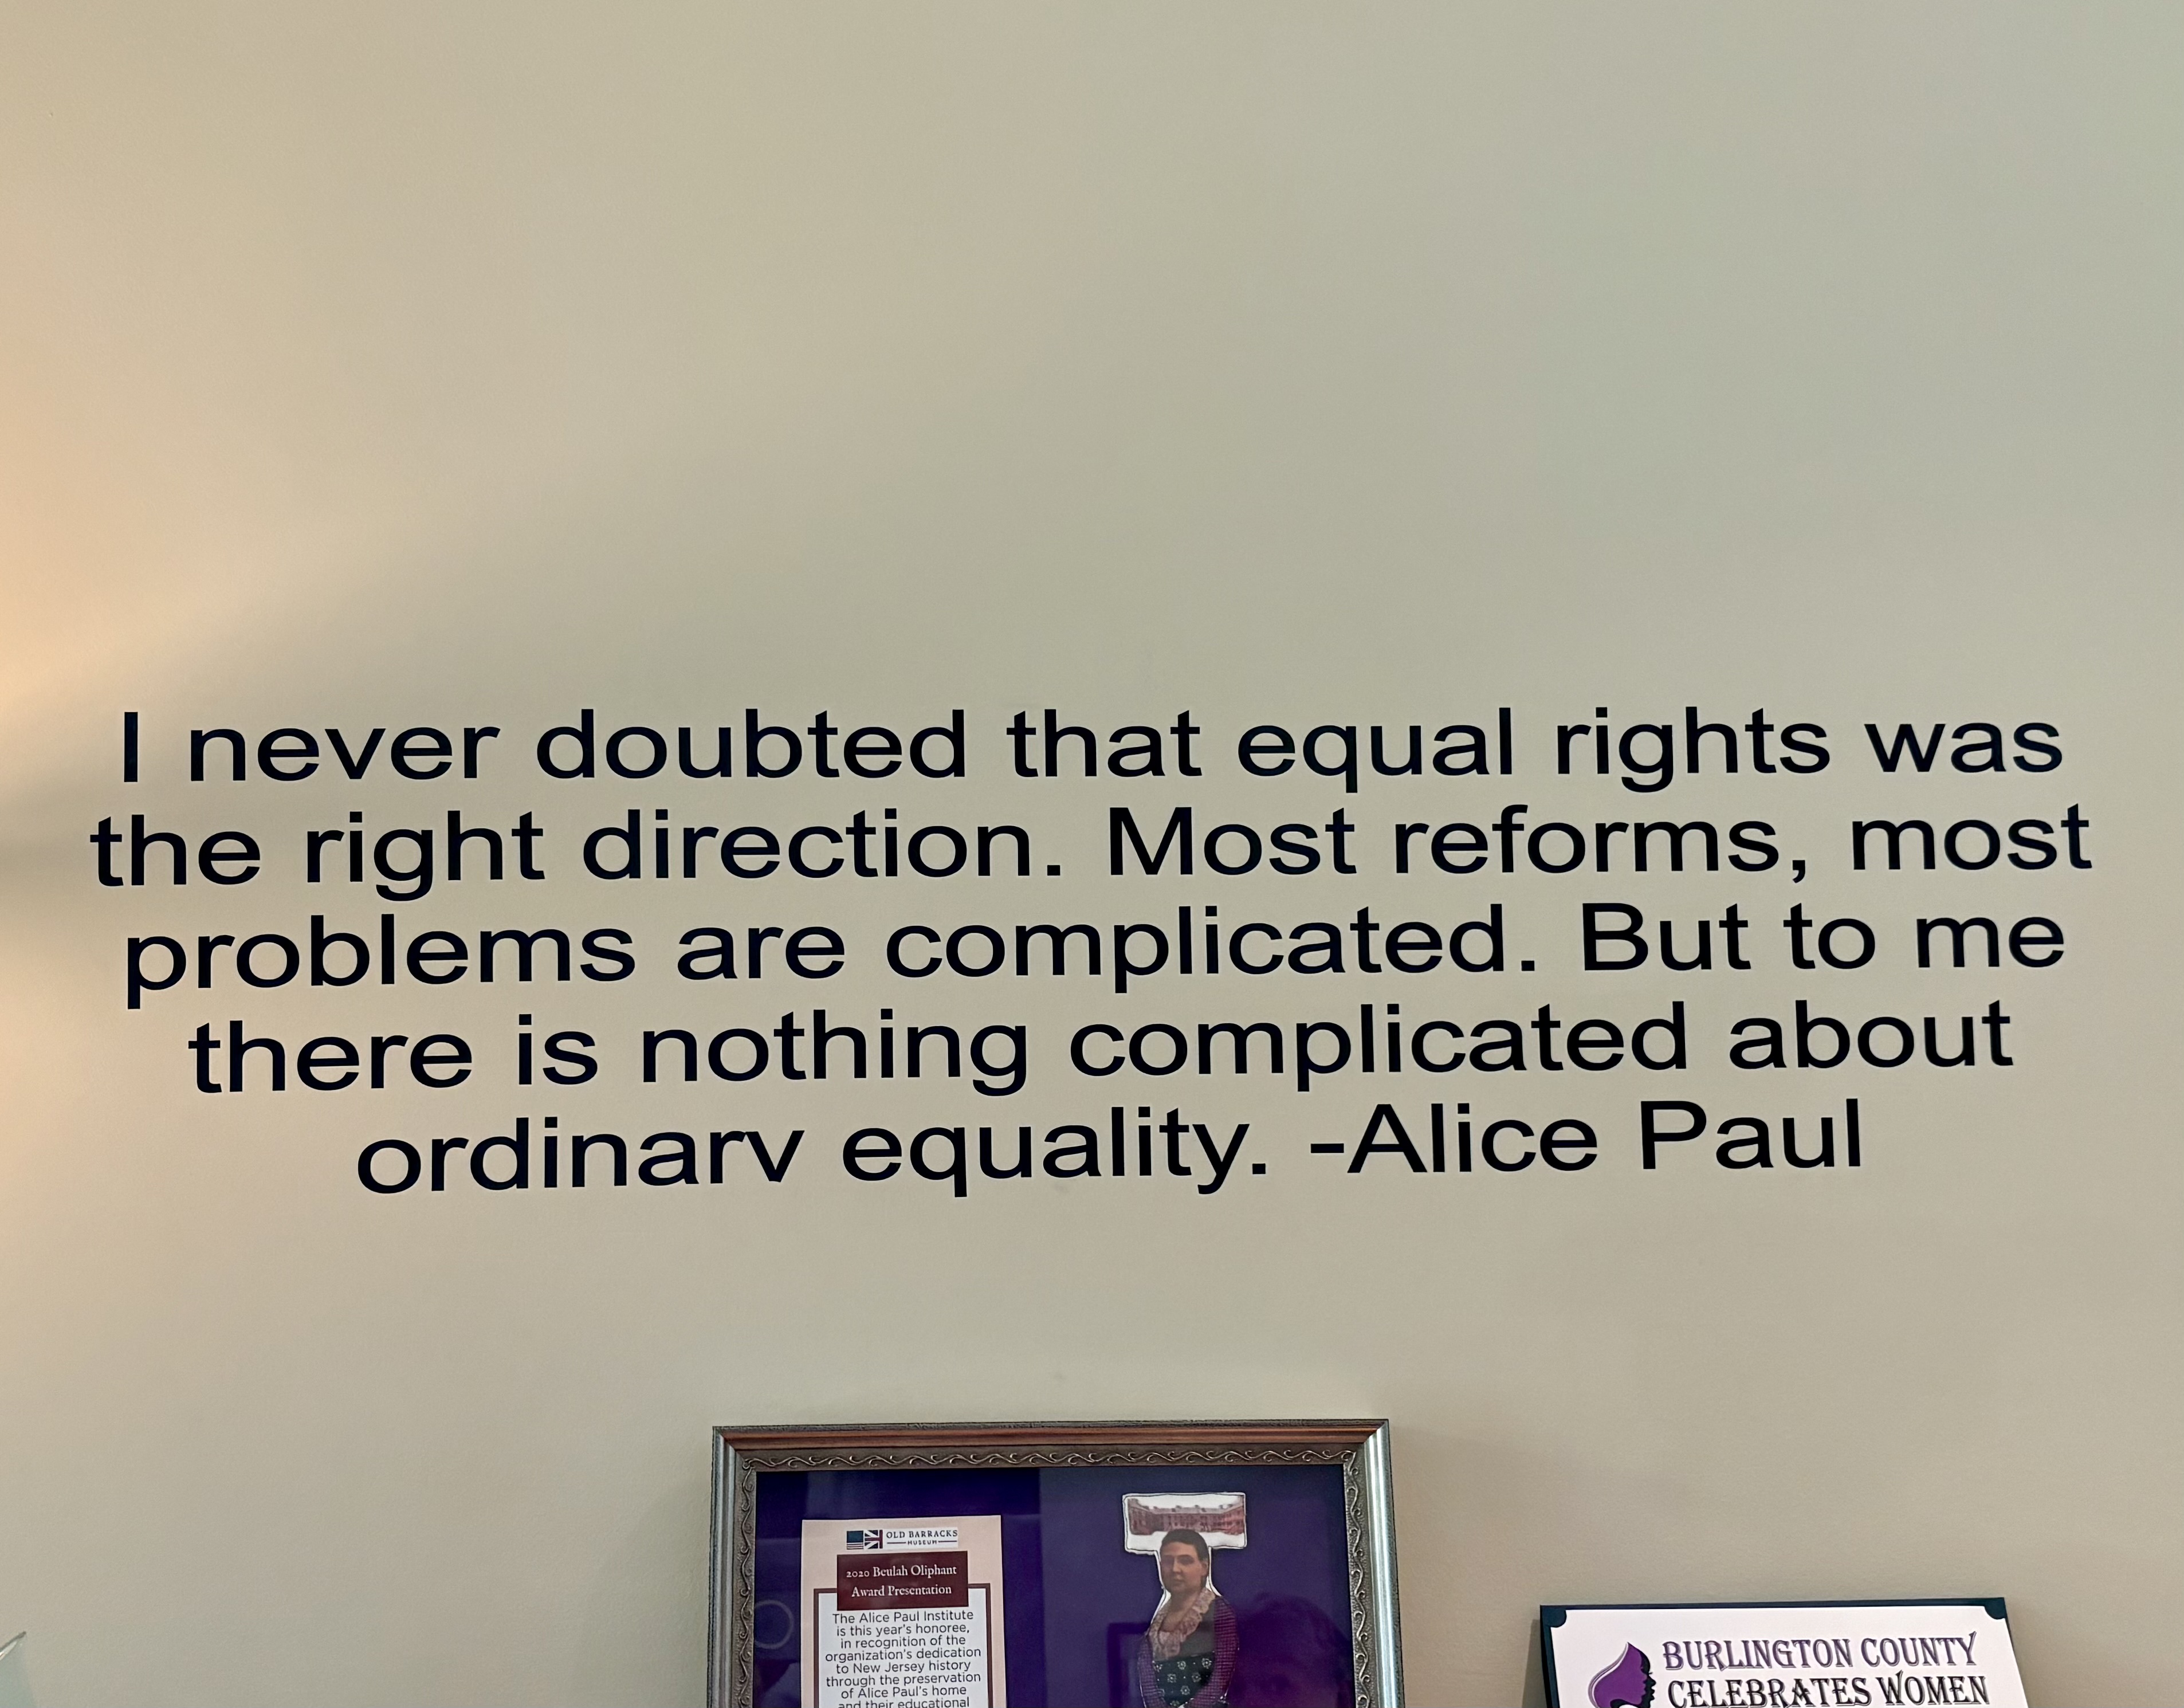 I never doubted that equal rights was
the right direction. Most reforms, most
problems are complicated. But to me
there is nothing complicated about
ordinarv equality. -Alice Paul
OLD BARRACKS
MUSEUM
2020 Beulah Oliphant
Award Presentation
The Alice Paul Institute
is this year's honoree,
in recognition of the
organization's dedication
to New Jersey history
through the preservation
of Alice Paul's home
and their educational
BURLINGTON COUNTY
CELEBRATES WOMEN